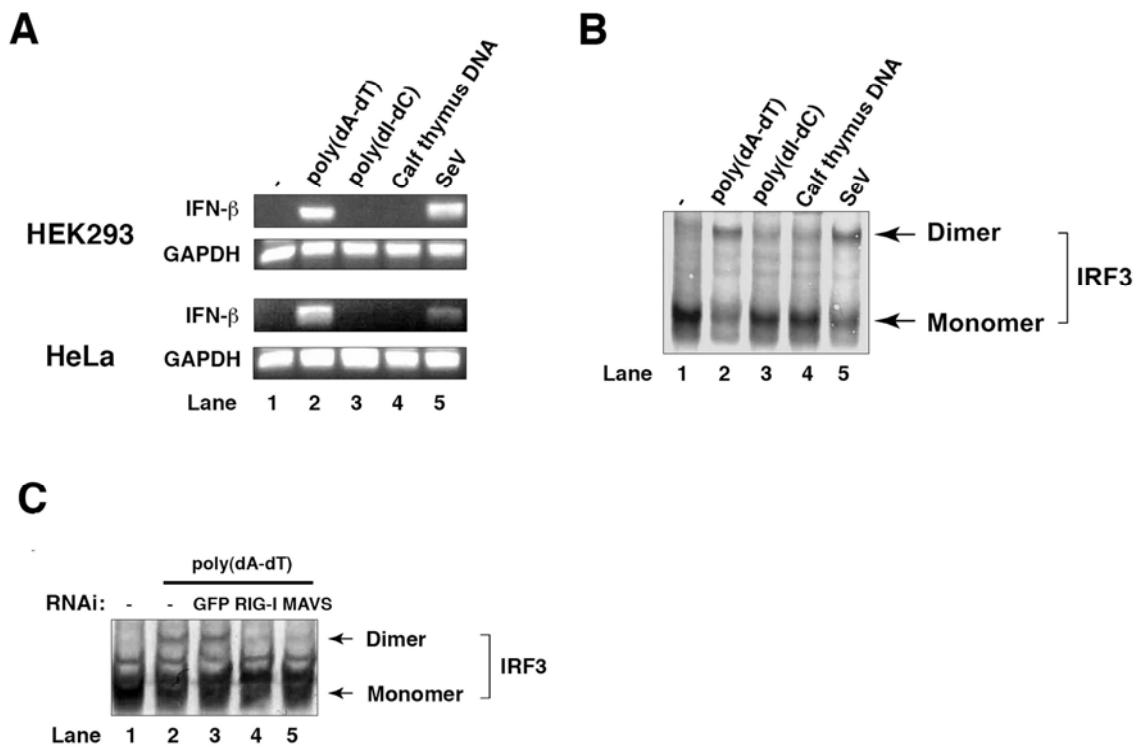 A
- poly(dA-dT) poly(dI-dC) Calf thymus DNA SeV
HEK293
IFN-β
GAPDH
HeLa
IFN-β
GAPDH
Lane 1 2 3 4 5
B
- poly(dA-dT) poly(dI-dC) Calf thymus DNA SeV
Dimer
IRF3
Monomer
Lane 1 2 3 4 5
C
poly(dA-dT)
RNAi: - - GFP RIG-I MAVS
Dimer
IRF3
Monomer
Lane 1 2 3 4 5